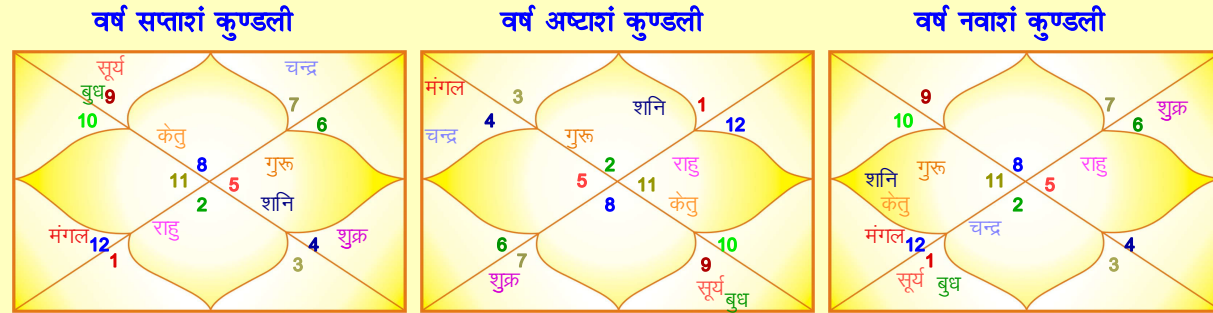 वर्ष सप्ताशं कुण्डली
सूर्य चन्द्र
बुध 9 7
10 6
केतु
8 गुरू
11 5
2 शनि
राहु
मंगल 12 4 शुक्र
1 3
वर्ष अष्टाशं कुण्डली
मंगल 3 शनि 1
4 12
चन्द्र गुरू
2 राहु
5 11
8 केतु
6 10
7 9
शुक्र सूर्य
बुध
वर्ष नवाशं कुण्डली
9 7 शुक्र
10 6
8 राहु
गुरू
शनि 11 5
केतु 2
चन्द्र
मंगल 12 4
1 3
सूर्य बुध